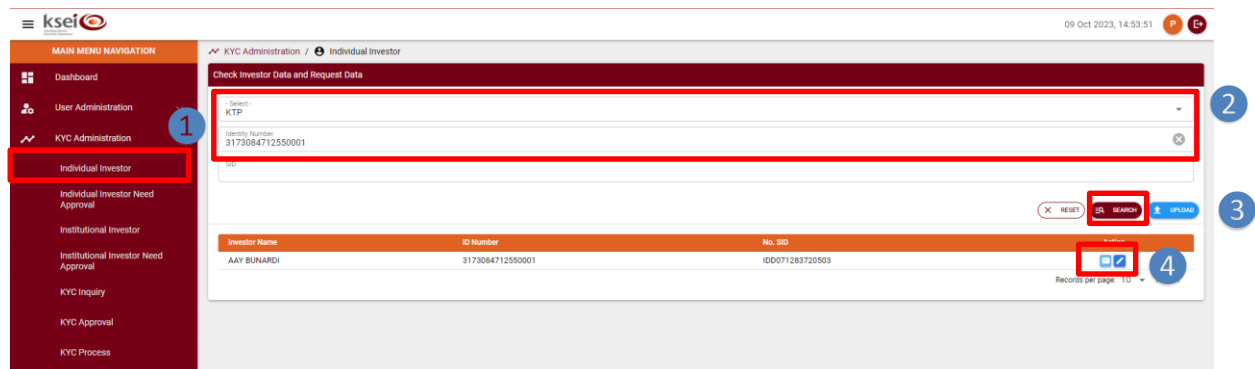 ksei
09 Oct 2023, 14:53:51
P
MAIN MENU NAVIGATION
KYC Administration / Individual Investor
Dashboard
User Administration
KYC Administration
Individual Investor
Individual Investor Need
Approval
Institutional Investor
Institutional Investor Need
Approval
KYC Inquiry
KYC Approval
KYC Process
1
Check Investor Data and Request Data
- Select -
KTP
Identity Number
3173084712550001
SID
2
RESET
SEARCH
UPLOAD
3
Investor Name ID Number No. SID Action
AAY BUNARDI 3173084712550001 IDD071283720503
4
Records per page: 10